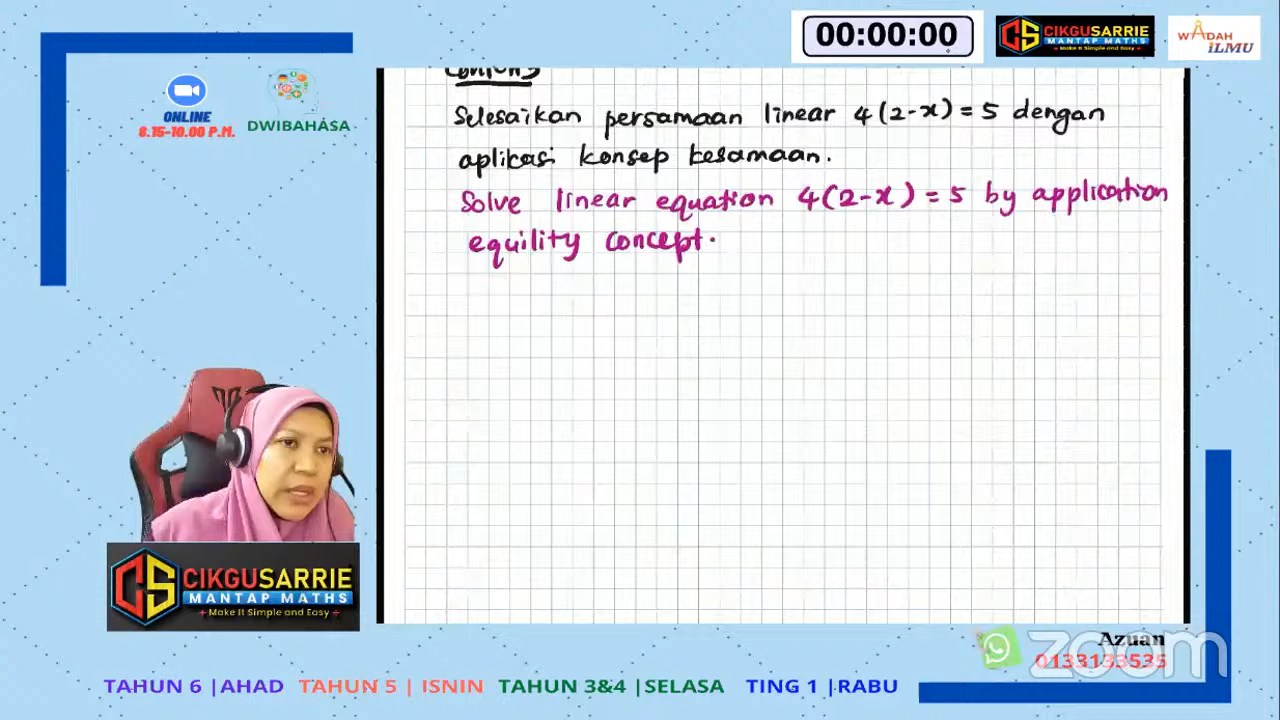 00:00:00
CIKGUSARRIE
MANTAP MATHS
Make It Simple and Easy
WADAH
iLMU
ONLINE
8.15-10.00 P.M.
DWIBAHASA
Selesaikan persamaan linear 4(2-x) = 5 dengan
aplikasi konsep kesamaan.
Solve linear equation 4(2-x) = 5 by application
equility concept.
CS CIKGUSARRIE
MANTAP MATHS
+Make It Simple and Easy+
Azuan
zoom
0133133535
TAHUN 6 |AHAD TAHUN 5 | ISNIN TAHUN 3&4 |SELASA TING 1 |RABU